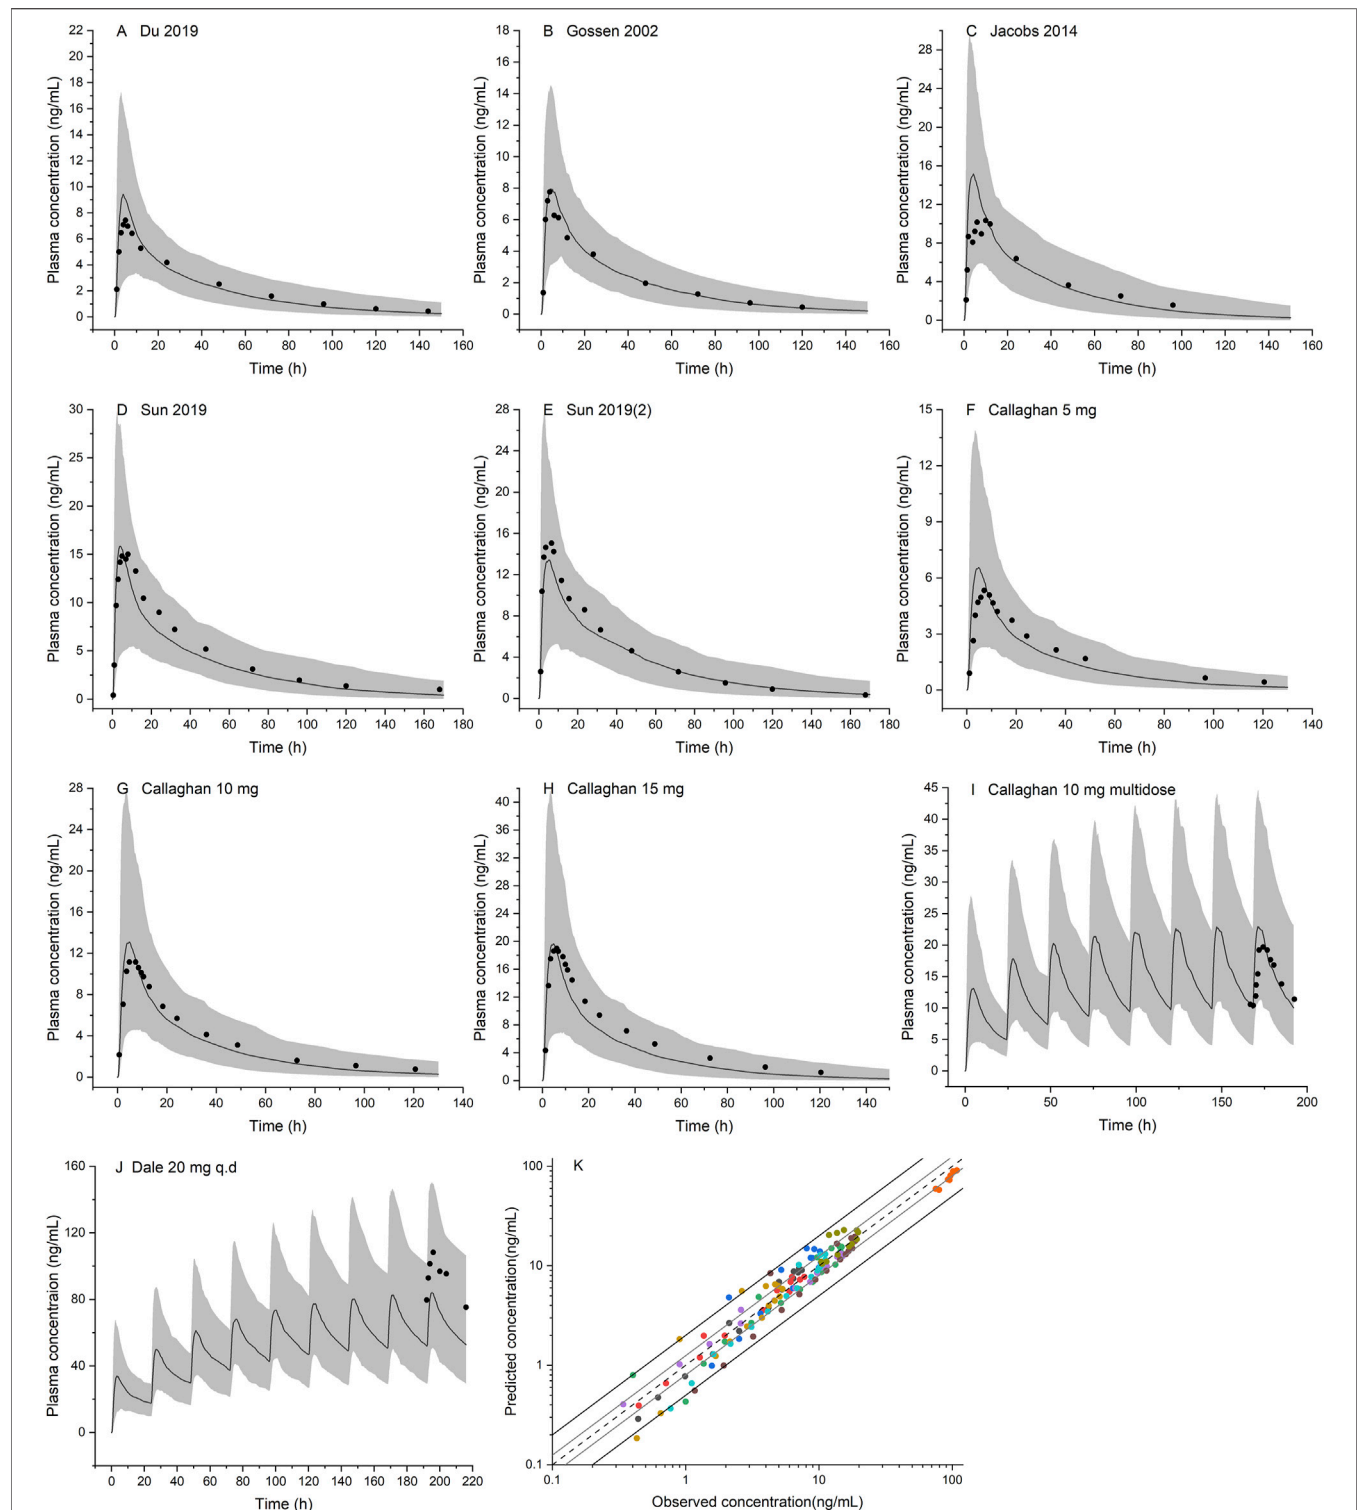 A Du 2019
Plasma concentration (ng/mL)
22
20
18
16
14
12
10
8
6
4
2
0
0 20 40 60 80 100 120 140 160
Time (h)
B Gossen 2002
Plasma concentration (ng/mL)
18
16
14
12
10
8
6
4
2
0
0 20 40 60 80 100 120 140 160
Time (h)
C Jacobs 2014
Plasma concentration (ng/mL)
28
24
20
16
12
8
4
0
0 20 40 60 80 100 120 140 160
Time (h)
D Sun 2019
Plasma concentration (ng/mL)
30
25
20
15
10
5
0
0 20 40 60 80 100 120 140 160 180
Time (h)
E Sun 2019(2)
Plasma concentration (ng/mL)
28
24
20
16
12
8
4
0
0 20 40 60 80 100 120 140 160 180
Time (h)
F Callaghan 5 mg
Plasma concentration (ng/mL)
15
12
9
6
3
0
0 20 40 60 80 100 120 140
Time (h)
G Callaghan 10 mg
Plasma concentration (ng/mL)
28
24
20
16
12
8
4
0
0 20 40 60 80 100 120 140
Time (h)
H Callaghan 15 mg
Plasma concentration (ng/mL)
40
36
32
28
24
20
16
12
8
4
0
0 20 40 60 80 100 120 140
Time (h)
I Callaghan 10 mg multidose
Plasma concentration (ng/mL)
45
40
35
30
25
20
15
10
5
0
0 50 100 150 200
Time (h)
J Dale 20 mg q.d
Plasma concentraion (ng/mL)
160
120
80
40
0
0 20 40 60 80 100 120 140 160 180 200 220
Time (h)
K
Predicted concentration(ng/mL)
100
10
1
0.1
0.1 1 10 100
Observed concentration(ng/mL)